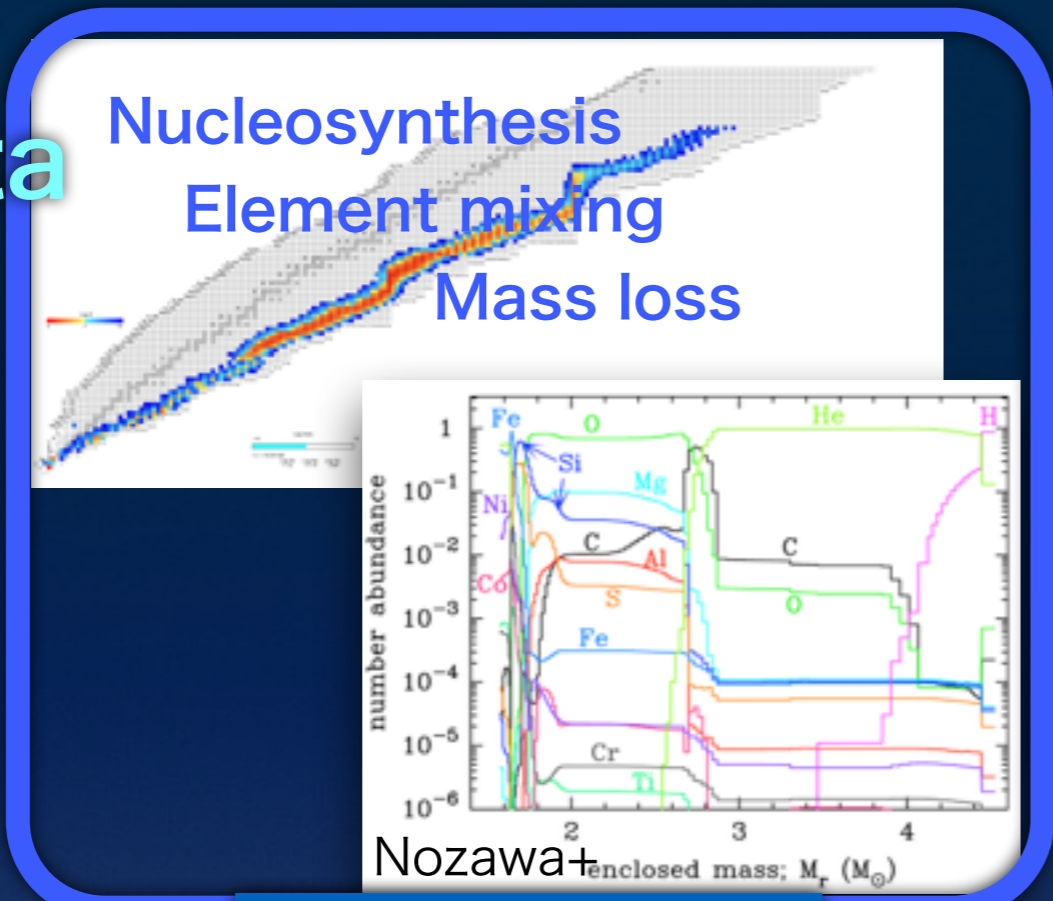 ta
Nucleosynthesis
Element mixing
Mass loss
Fe
O
He
H
1
Si
Mg
10⁻¹
Ni
C
C
10⁻²
Al
Co
S
O
10⁻³
Fe
10⁻⁴
10⁻⁵
Cr
Ti
10⁻⁶
number abundance
2 3 4
Nozawa+
enclosed mass; Mᵣ (M☉)